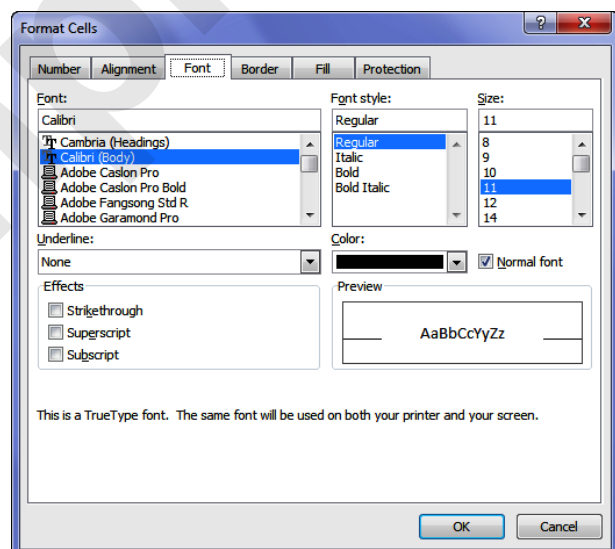 Format Cells
Number Alignment Font Border Fill Protection
Font: Font style: Size:
Calibri Regular 11
Cambria (Headings) Regular 8
Calibri (Body) Italic 9
Adobe Caslon Pro Bold 10
Adobe Caslon Pro Bold Bold Italic 11
Adobe Fangsong Std R 12
Adobe Garamond Pro 14
Underline: Color:
None Normal font
Effects Preview
Strikethrough
Superscript AaBbCcYyZz
Subscript
This is a TrueType font. The same font will be used on both your printer and your screen.
OK Cancel